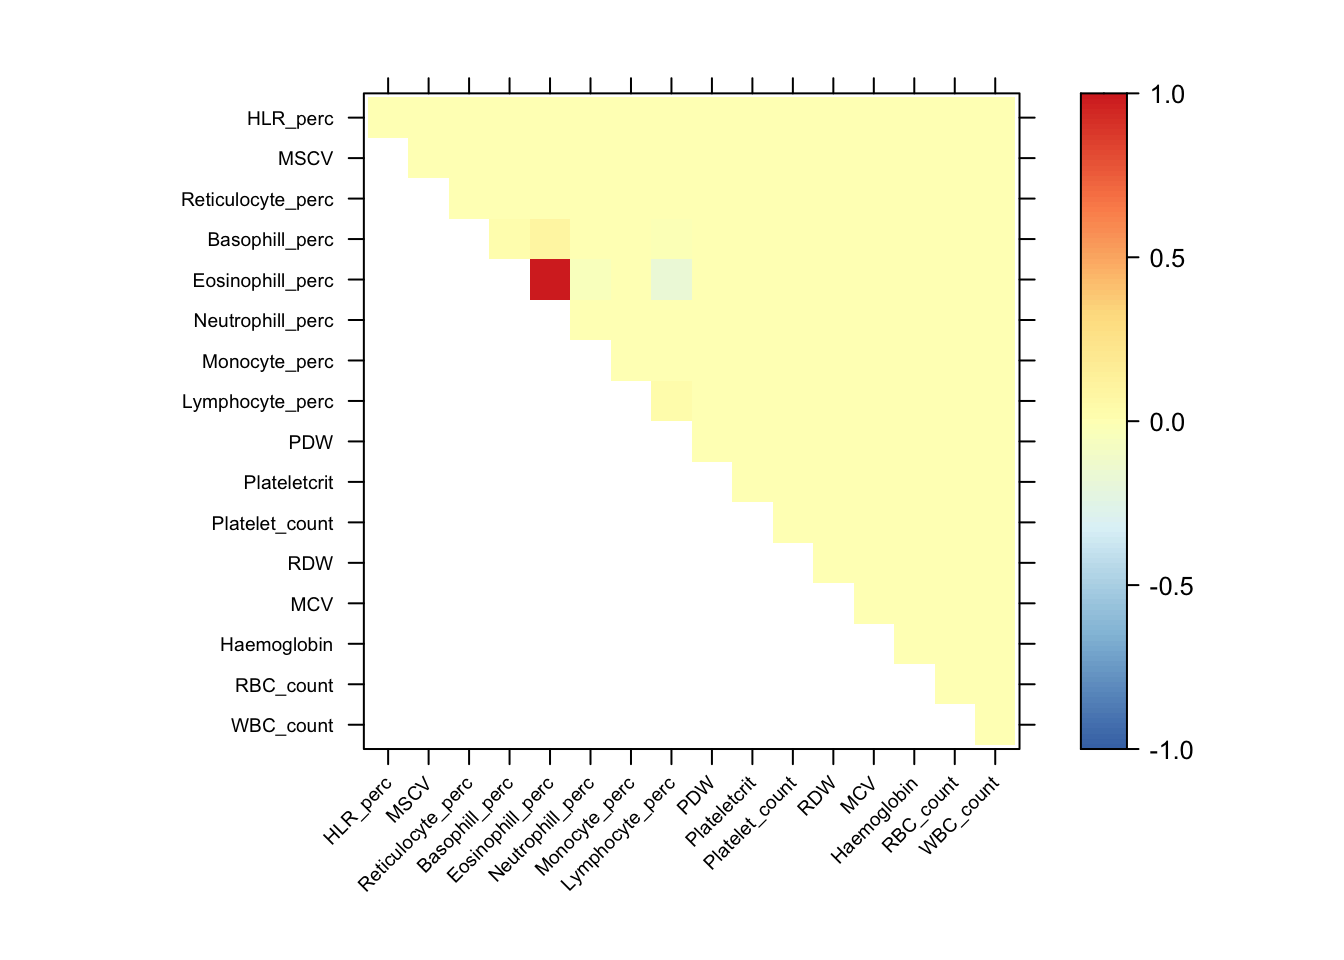 HLR_perc
MSCV
Reticulocyte_perc
Basophill_perc
Eosinophill_perc
Neutrophill_perc
Monocyte_perc
Lymphocyte_perc
PDW
Plateletcrit
Platelet_count
RDW
MCV
Haemoglobin
RBC_count
WBC_count
HLR_perc
MSCV
Reticulocyte_perc
Basophill_perc
Eosinophill_perc
Neutrophill_perc
Monocyte_perc
Lymphocyte_perc
PDW
Plateletcrit
Platelet_count
RDW
MCV
Haemoglobin
RBC_count
WBC_count
1.0
0.5
0.0
-0.5
-1.0